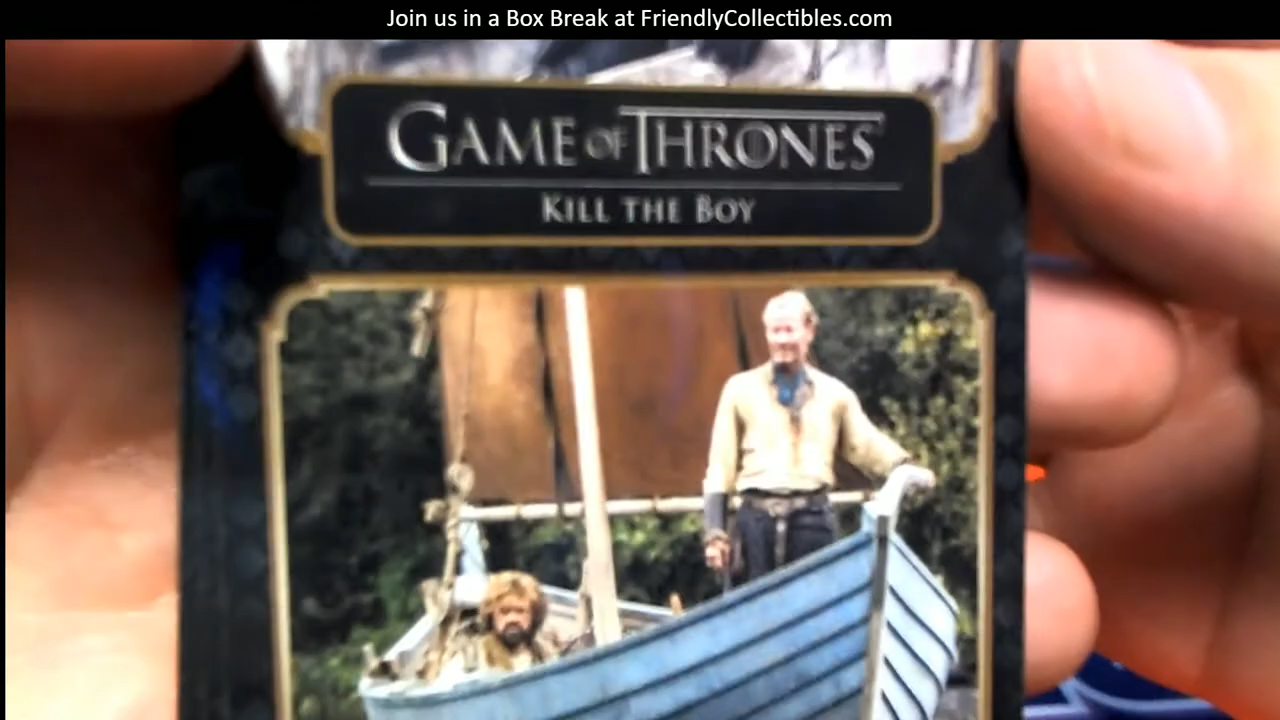 Join us in a Box Break at FriendlyCollectibles.com
GAME OF THRONES
KILL THE BOY